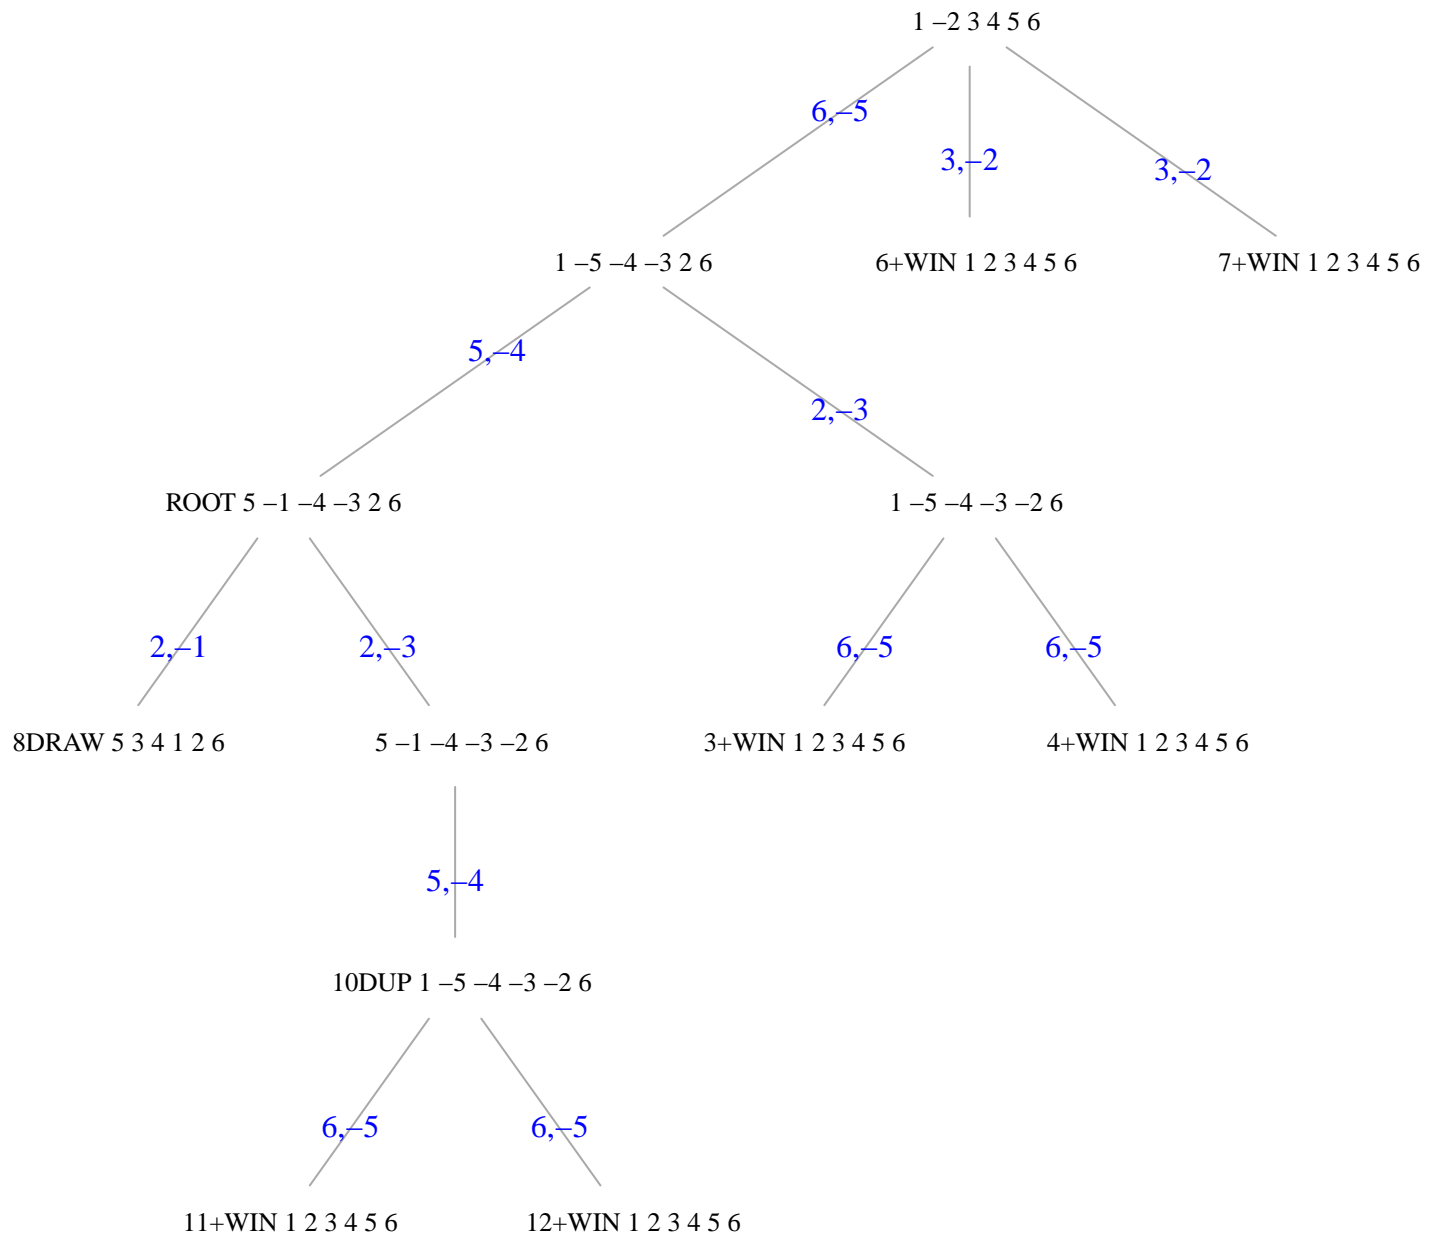 1 –2 3 4 5 6
6,–5
3,–2
3,–2
1 –5 –4 –3 2 6
6+WIN 1 2 3 4 5 6
7+WIN 1 2 3 4 5 6
5,–4
2,–3
ROOT 5 –1 –4 –3 2 6
1 –5 –4 –3 –2 6
2,–1
2,–3
6,–5
6,–5
8DRAW 5 3 4 1 2 6
5 –1 –4 –3 –2 6
3+WIN 1 2 3 4 5 6
4+WIN 1 2 3 4 5 6
5,–4
10DUP 1 –5 –4 –3 –2 6
6,–5
6,–5
11+WIN 1 2 3 4 5 6
12+WIN 1 2 3 4 5 6